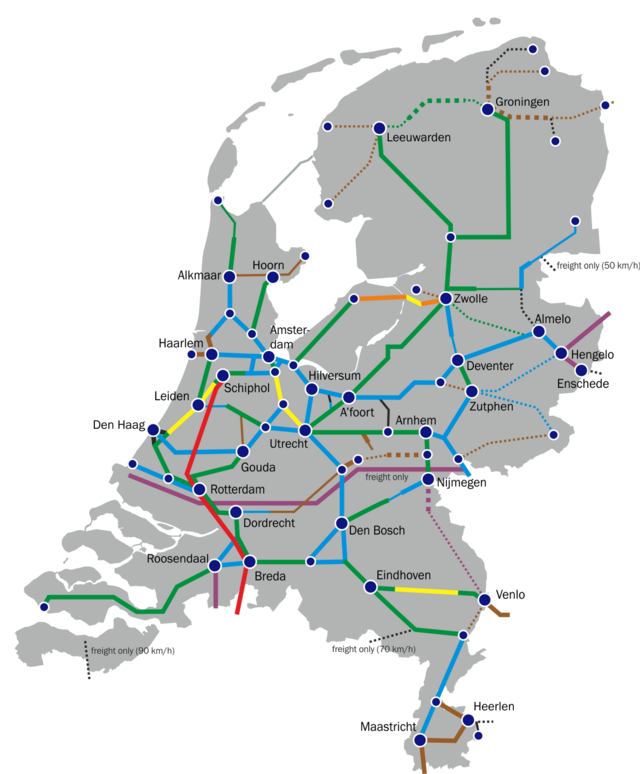 Groningen
Leeuwarden
freight only (50 km/h)
Alkmaar
Hoorn
Zwolle
Almelo
Haarlem
Amster-
dam
Hengelo
Deventer
Enschede
Schiphol
Hilversum
Leiden
A'foort
Zutphen
Den Haag
Utrecht
Arnhem
Gouda
freight only
Nijmegen
Rotterdam
Dordrecht
Den Bosch
Roosendaal
Breda
Eindhoven
Venlo
freight only (90 km/h)
freight only (70 km/h)
Heerlen
Maastricht